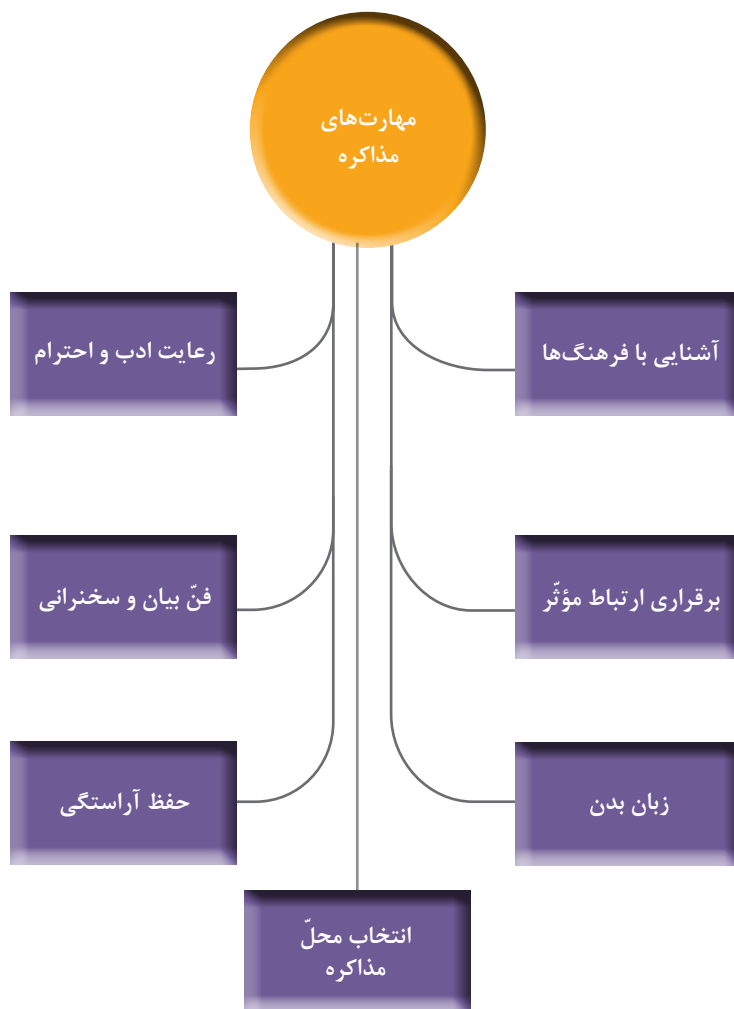 مهارت‌های
مذاکره
آشنایی با فرهنگ‌ها
رعایت ادب و احترام
برقراری ارتباط مؤثّر
فنّ بیان و سخنرانی
زبان بدن
حفظ آراستگی
انتخاب محلّ
مذاکره